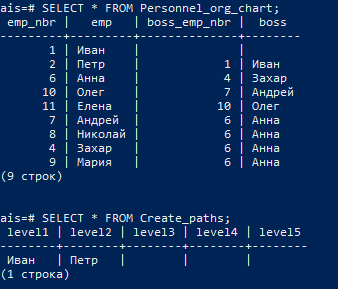 ais=# SELECT * FROM Personnel_org_chart;
 emp_nbr |   emp   | boss_emp_nbr |  boss
---------+---------+--------------+--------
       1 | Иван    |              |
       2 | Петр    |            1 | Иван
       6 | Анна    |            4 | Захар
      10 | Олег    |            7 | Андрей
      11 | Елена   |           10 | Олег
       7 | Андрей  |            6 | Анна
       8 | Николай |            6 | Анна
       4 | Захар   |            6 | Анна
       9 | Мария   |            6 | Анна
(9 строк)

ais=# SELECT * FROM Create_paths;
 level1 | level2 | level3 | level4 | level5
--------+--------+--------+--------+--------
 Иван   | Петр   |        |        |
(1 строка)